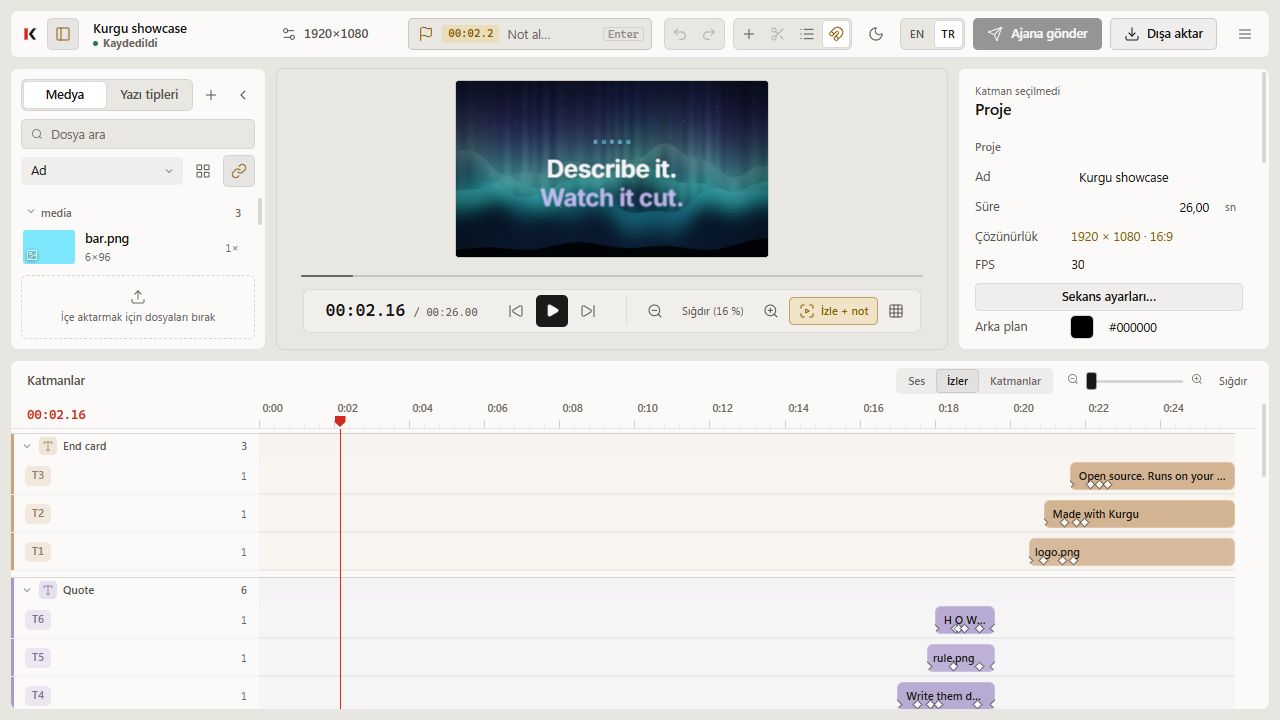 Kurgu showcase
Kaydedildi
1920×1080
00:02.2
Not al...
Enter
EN
TR
Ajana gönder
Dışa aktar
Medya
Yazı tipleri
Dosya ara
Ad
media
3
bar.png
6×96
1×
İçe aktarmak için dosyaları bırak
KURGU
Describe it.
Watch it cut.
00:02.16 / 00:26.00
Sığdır (16 %)
İzle + not
Katman seçilmedi
Proje
Proje
Ad
Kurgu showcase
Süre
26,00 sn
Çözünürlük
1920 × 1080 · 16:9
FPS
30
Sekans ayarları...
Arka plan
#000000
Katmanlar
Ses
İzler
Katmanlar
Sığdır
00:02.16
0:00 0:02 0:04 0:06 0:08 0:10 0:12 0:14 0:16 0:18 0:20 0:22 0:24
End card 3
T3 1
Open source. Runs on your ...
T2 1
Made with Kurgu
T1 1
logo.png
Quote 6
T6 1
H O W...
T5 1
rule.png
T4 1
Write them d...